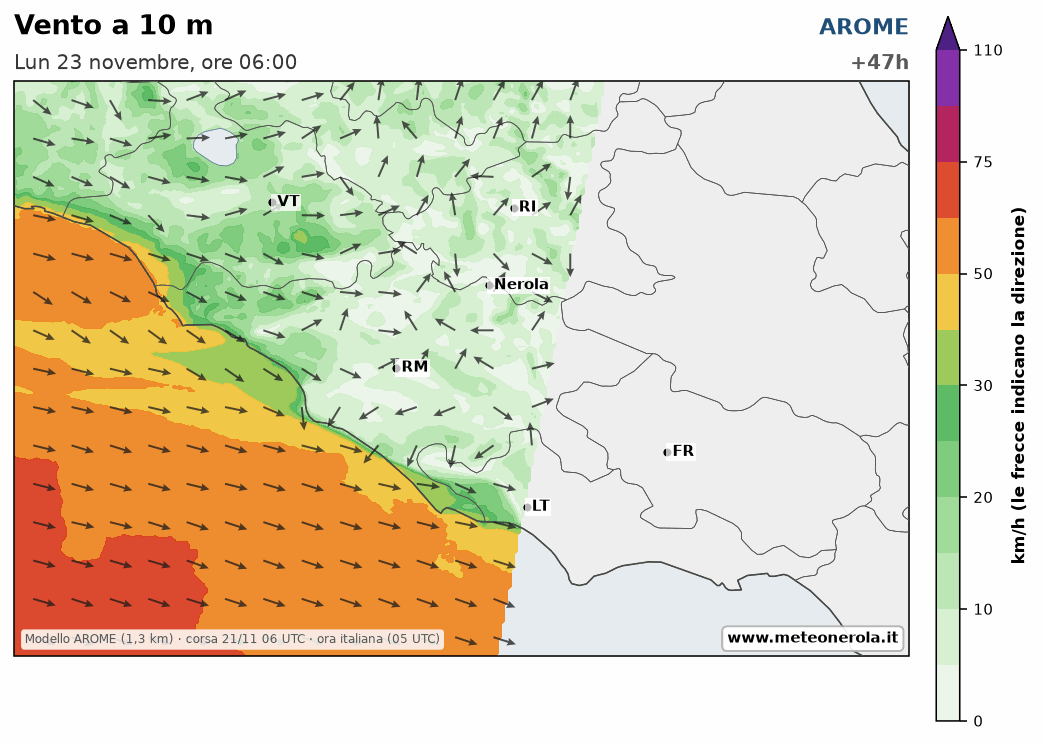 Vento a 10 m
AROME
Lun 23 novembre, ore 06:00
+47h
VT
RI
Nerola
RM
FR
LT
Modello AROME (1,3 km) · corsa 21/11 06 UTC · ora italiana (05 UTC)
www.meteonerola.it
110
75
50
30
20
10
0
km/h (le frecce indicano la direzione)